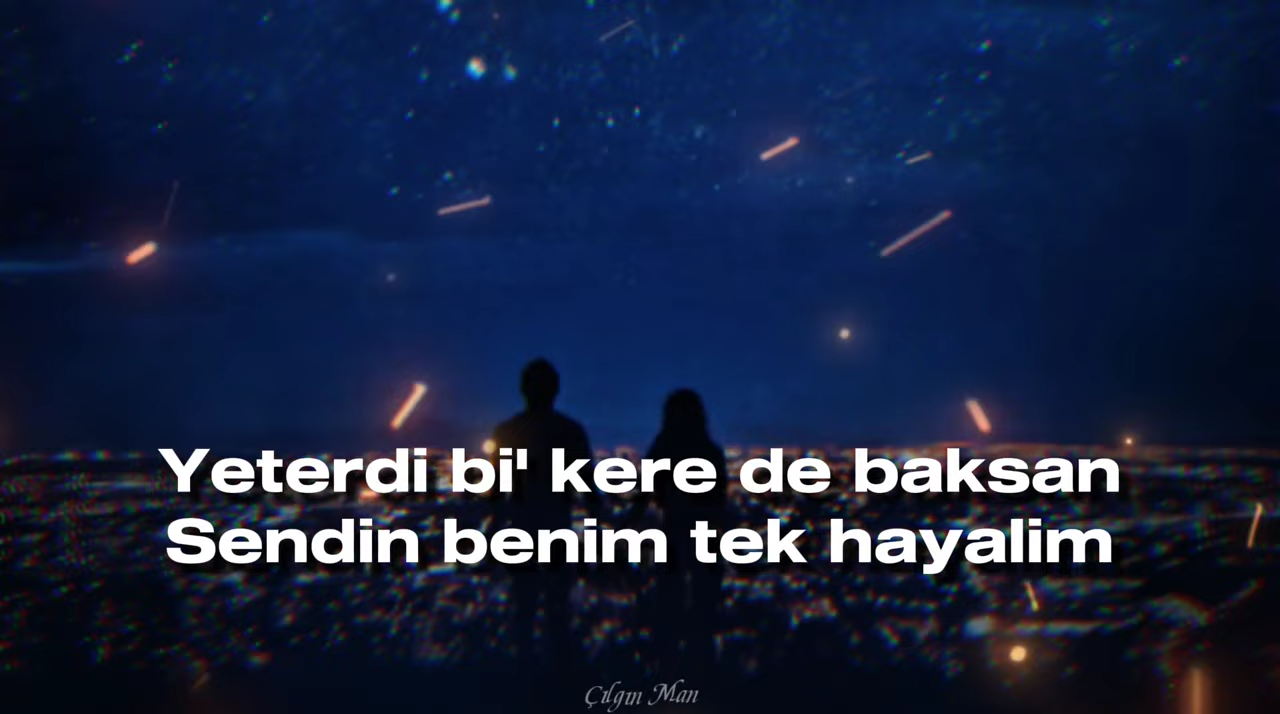 Yeterdi bi' kere de baksan
Sendin benim tek hayalim
Çılgın Man